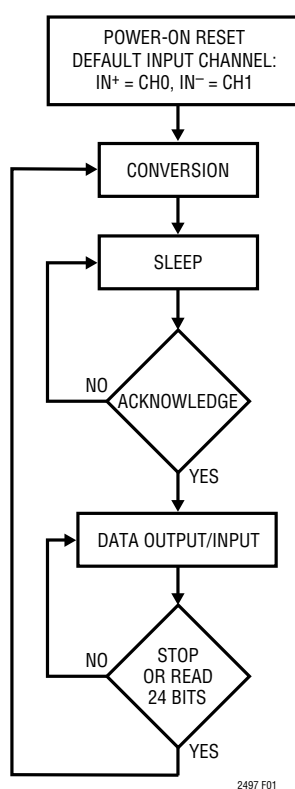 POWER-ON RESET
DEFAULT INPUT CHANNEL:
IN+ = CH0, IN– = CH1
CONVERSION
SLEEP
NO
ACKNOWLEDGE
YES
DATA OUTPUT/INPUT
NO
STOP
OR READ
24 BITS
YES
2497 F01